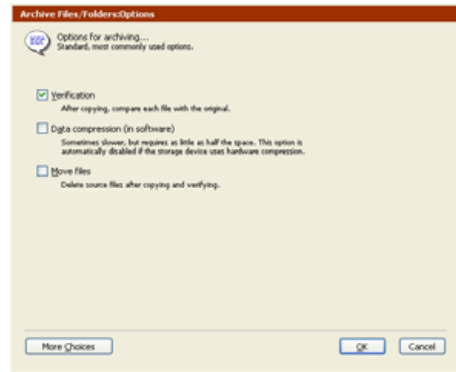 Archive Files/Folders:Options
Options for archiving...
Standard, most commonly used options.
Verification
After copying, compare each file with the original.
Data compression (in software)
Sometimes slower, but requires as little as half the space. This option is
automatically disabled if the storage device uses hardware compression.
Move files
Delete source files after copying and verifying.
More Choices
OK
Cancel